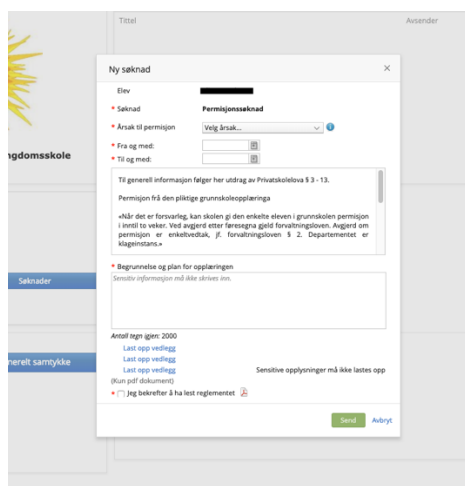 Tittel
Avsender
Ny søknad
×
Elev
* Søknad
Permisjonssøknad
* Årsak til permisjon
Velg årsak...
* Fra og med:
* Til og med:
Til generell informasjon følger her utdrag av Privatskolelova § 3 - 13.
Permisjon frå den pliktige grunnskoleopplæringa
«Når det er forsvarleg, kan skolen gi den enkelte eleven i grunnskolen permisjon
i inntil to veker. Ved avgjerd etter føresegna gjeld forvaltningsloven. Avgjerd om
permisjon er enkeltvedtak, jf. forvaltningsloven § 2. Departementet er
klageinstans.»
* Begrunnelse og plan for opplæringen
Sensitiv informasjon må ikke skrives inn.
Antall tegn igjen: 2000
Last opp vedlegg
Last opp vedlegg
Last opp vedlegg
Sensitive opplysninger må ikke lastes opp
(Kun pdf dokument)
* Jeg bekrefter å ha lest reglementet
Send
Avbryt
ngdomsskole
Søknader
nerelt samtykke